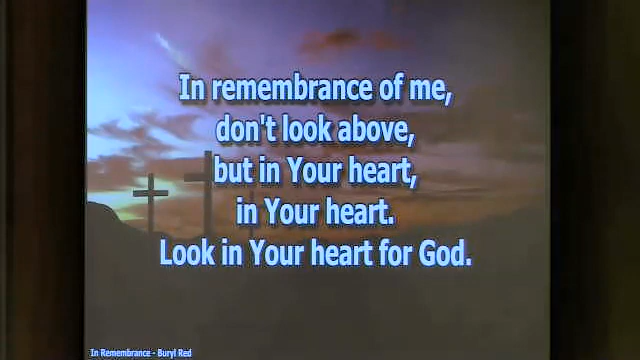 In remembrance of me,
don't look above,
but in Your heart,
in Your heart.
Look in Your heart for God.
In Remembrance - Buryl Red